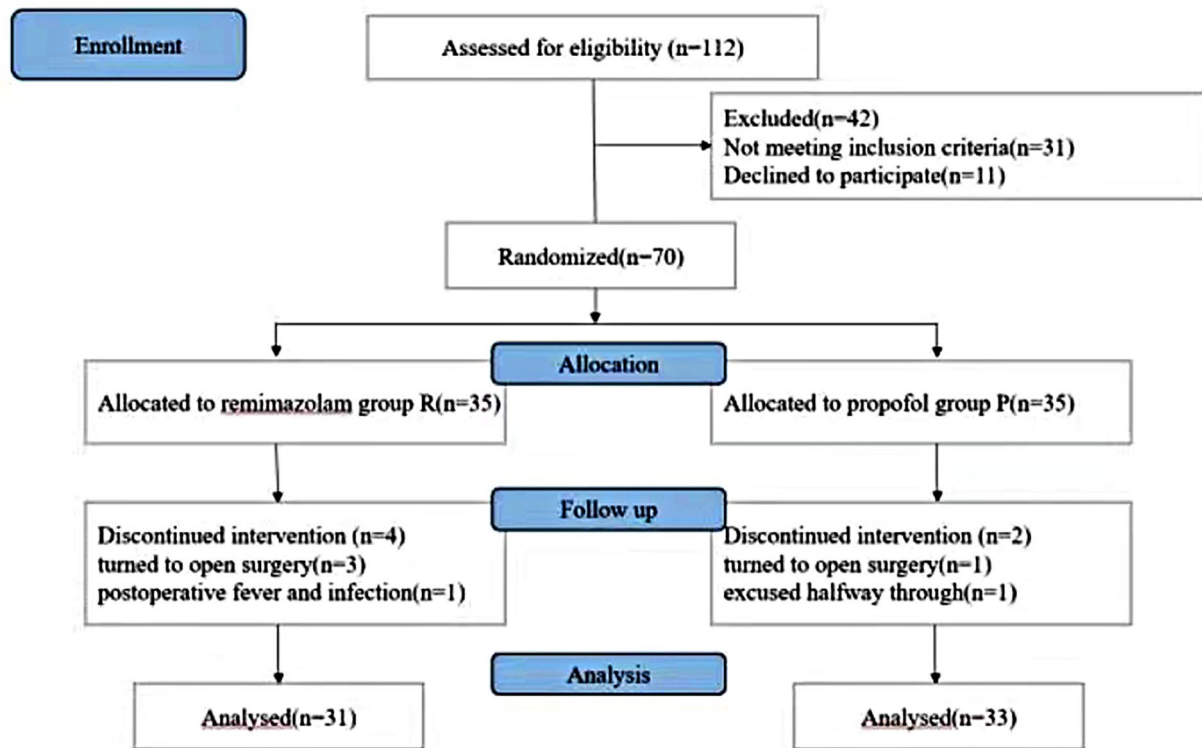 Enrollment
Assessed for eligibility (n=112)
Excluded(n=42)
Not meeting inclusion criteria(n=31)
Declined to participate(n=11)
Randomized(n=70)
Allocation
Allocated to remimazolam group R(n=35)
Allocated to propofol group P(n=35)
Follow up
Discontinued intervention (n=4)
turned to open surgery(n=3)
postoperative fever and infection(n=1)
Discontinued intervention (n=2)
turned to open surgery(n=1)
excused halfway through(n=1)
Analysis
Analysed(n=31)
Analysed(n=33)